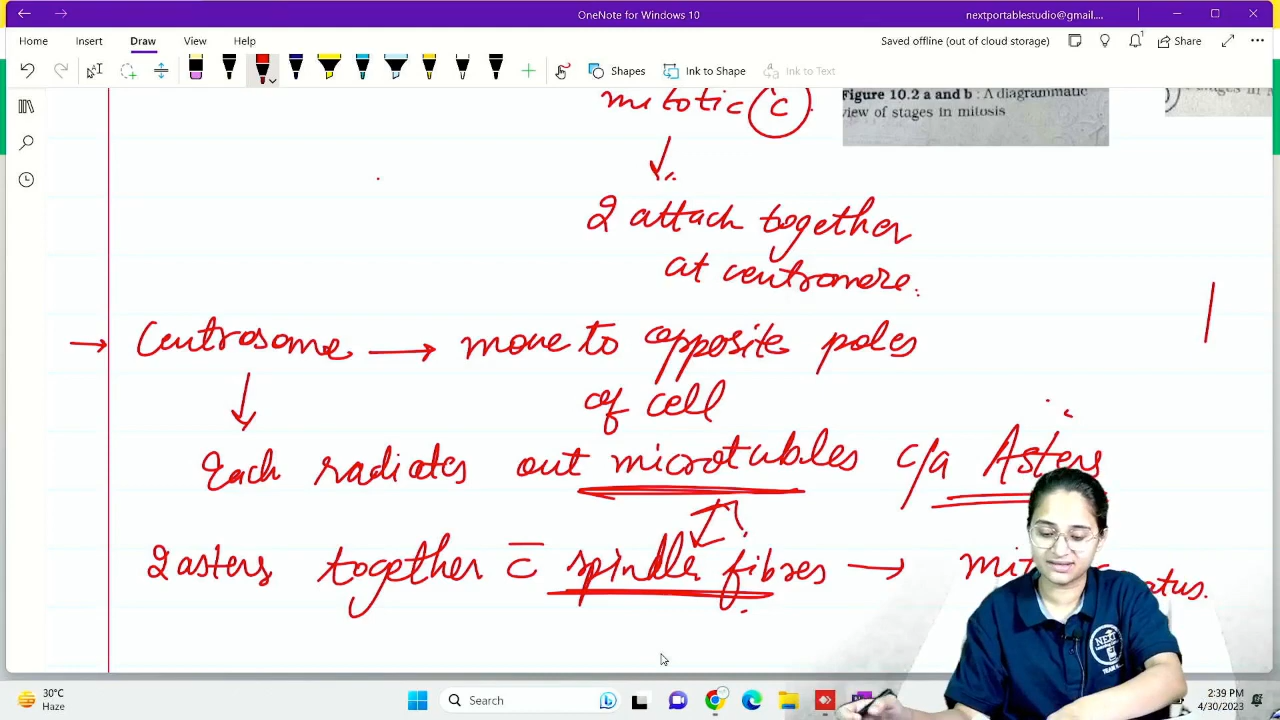 OneNote for Windows 10
nextportablestudio@gmail....
Home Insert Draw View Help
Saved offline (out of cloud storage)
Share
Shapes
Ink to Shape
Ink to Text
mitotic (c)
Figure 10.2 a and b : A diagrammatic
view of stages in mitosis
2 attach together
at centromere.
→ Centrosome → move to opposite poles
of cell
Each radiates out microtubles c/a Asters
2 asters together c̅ spindle fibres →
NEXT
30°C
Haze
Search
2:39 PM
4/30/2023